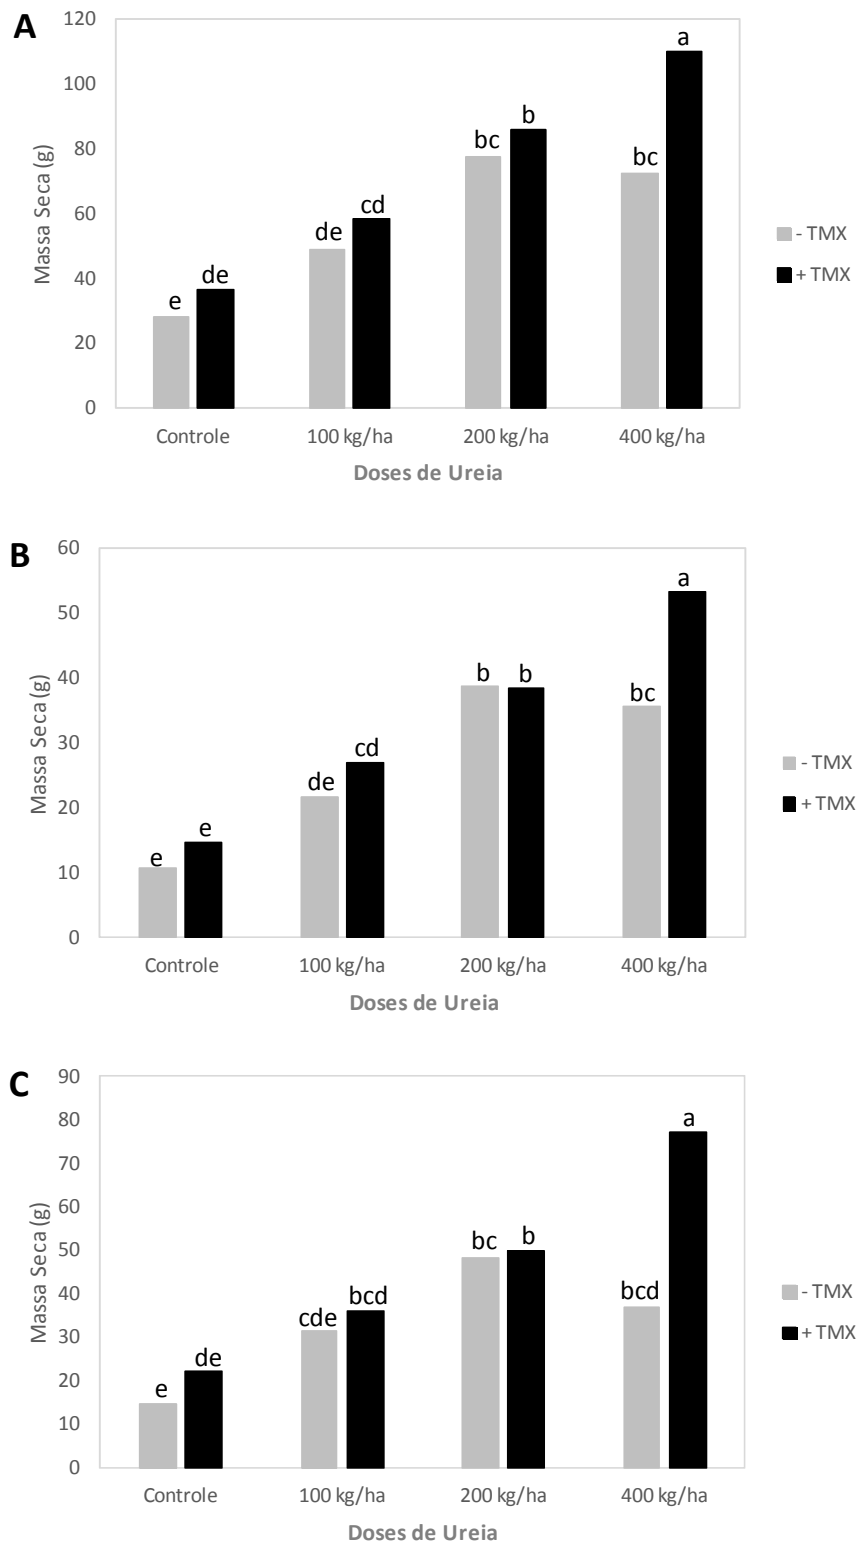 A
120
a
100
b
bc
bc
80
Massa Seca (g)
60
cd
de
- TMX
de
+ TMX
40
e
20
0
Controle 100 kg/ha 200 kg/ha 400 kg/ha
Doses de Ureia
B
60
a
50
b b
bc
40
Massa Seca (g)
cd
30
de
- TMX
+ TMX
20
e
e
10
0
Controle 100 kg/ha 200 kg/ha 400 kg/ha
Doses de Ureia
C
90
a
80
70
60
Massa Seca (g)
bc b
50
bcd
bcd
40
cde
- TMX
+ TMX
30
de
e
20
10
0
Controle 100 kg/ha 200 kg/ha 400 kg/ha
Doses de Ureia